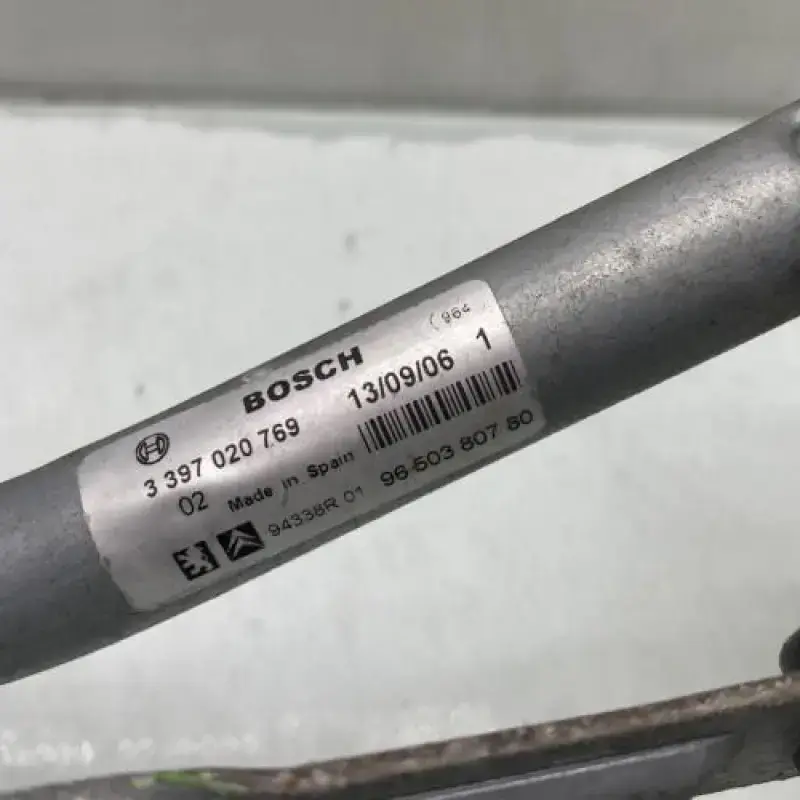 ( 964
BOSCH 13/09/06 1
3 397 020 769
02 Made in Spain 96 503 807 80
94338R 01